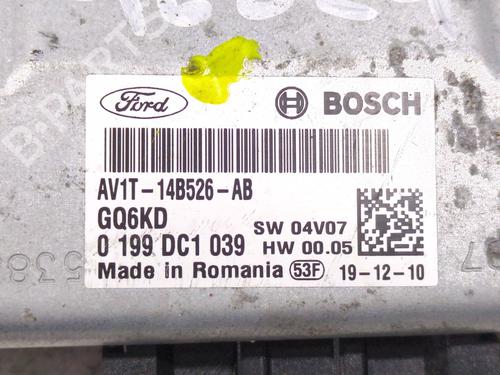 Ford BOSCH
AV1T-14B526-AB
GQ6KD
SW 04V07
0 199 DC1 039
HW 00.05
Made in Romania 53F 19-12-10